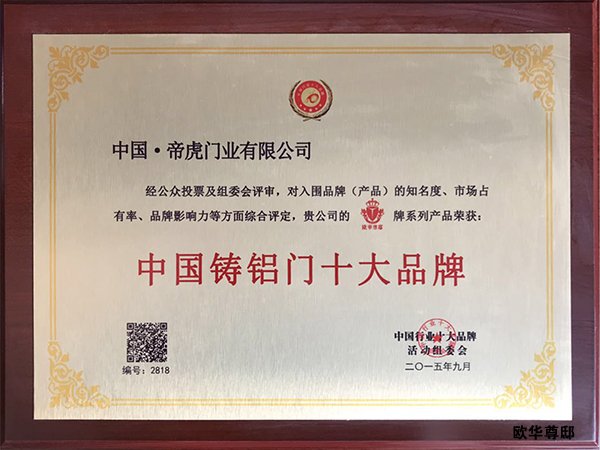 中国·帝虎门业有限公司
经公众投票及组委会评审，对入围品牌（产品）的知名度、市场占
有率、品牌影响力等方面综合评定，贵公司的 牌系列产品荣获：
中国铸铝门十大品牌
编号：2818
中国行业十大品牌
活动组委会
二〇一五年九月
欧华尊邸